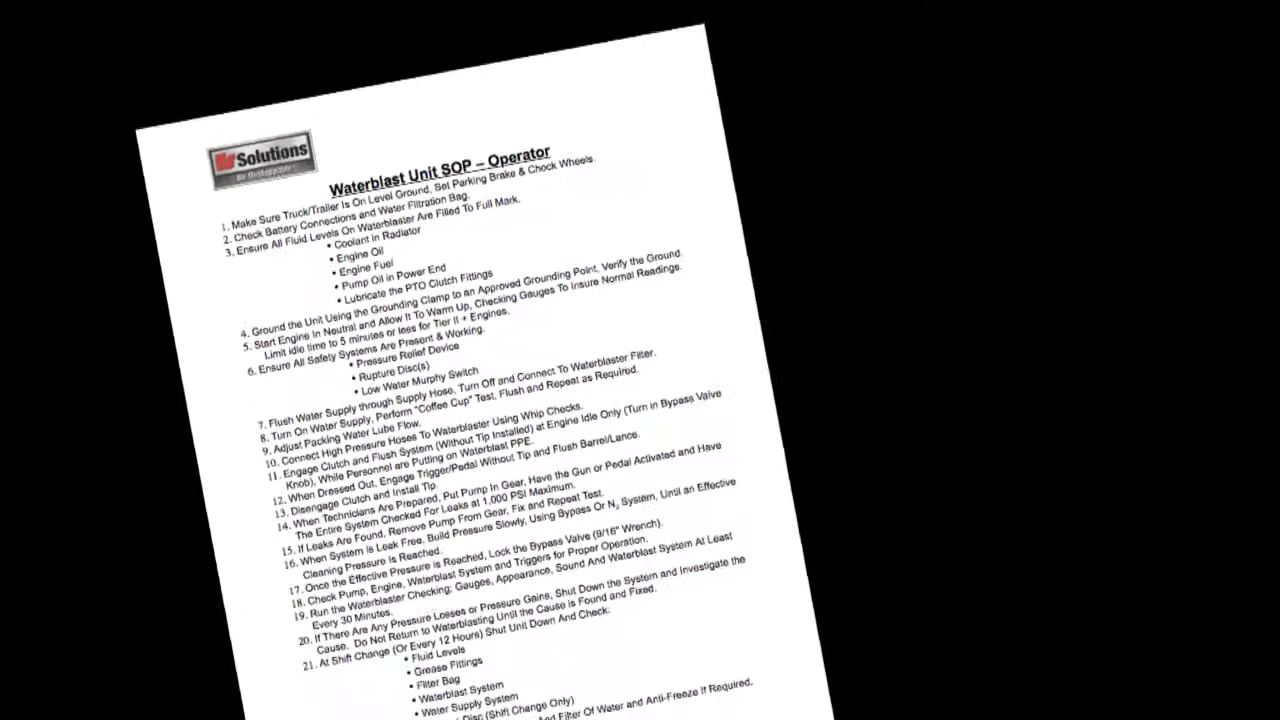 Solutions
Be Unstoppable
Waterblast Unit SOP – Operator
1. Make Sure Truck/Trailer Is On Level Ground, Set Parking Brake & Chock Wheels.
2. Check Battery Connections and Water Filtration Bag.
3. Ensure All Fluid Levels On Waterblaster Are Filled To Full Mark.
• Coolant in Radiator
• Engine Oil
• Engine Fuel
• Pump Oil in Power End
• Lubricate the PTO Clutch Fittings
4. Ground the Unit Using the Grounding Clamp to an Approved Grounding Point, Verify the Ground.
5. Start Engine In Neutral and Allow It To Warm Up, Checking Gauges To Insure Normal Readings.
Limit idle time to 5 minutes or less for Tier II + Engines.
6. Ensure All Safety Systems Are Present & Working.
• Pressure Relief Device
• Rupture Disc(s)
• Low Water Murphy Switch
7. Flush Water Supply through Supply Hose, Turn Off and Connect To Waterblaster Filter.
8. Turn On Water Supply, Perform "Coffee Cup" Test, Flush and Repeat as Required.
9. Adjust Packing Water Lube Flow.
10. Connect High Pressure Hoses To Waterblaster Using Whip Checks.
11. Engage Clutch and Flush System (Without Tip Installed) at Engine Idle Only (Turn in Bypass Valve
Knob), While Personnel are Putting on Waterblast PPE.
12. When Dressed Out, Engage Trigger/Pedal Without Tip and Flush Barrel/Lance.
13. Disengage Clutch and Install Tip.
14. When Technicians Are Prepared, Put Pump In Gear, Have the Gun or Pedal Activated and Have
The Entire System Checked For Leaks at 1,000 PSI Maximum.
15. If Leaks Are Found, Remove Pump From Gear, Fix and Repeat Test.
16. When System is Leak Free, Build Pressure Slowly, Using Bypass Or N₂ System, Until an Effective
Cleaning Pressure Is Reached.
17. Once the Effective Pressure is Reached, Lock the Bypass Valve (9/16" Wrench).
18. Check Pump, Engine, Waterblast System and Triggers for Proper Operation.
19. Run the Waterblaster Checking: Gauges, Appearance, Sound And Waterblast System At Least
Every 30 Minutes.
20. If There Are Any Pressure Losses or Pressure Gains, Shut Down the System and Investigate the
Cause. Do Not Return to Waterblasting Until the Cause is Found and Fixed.
21. At Shift Change (Or Every 12 Hours) Shut Unit Down And Check:
• Fluid Levels
• Grease Fittings
• Filter Bag
• Waterblast System
• Water Supply System
Disc (Shift Change Only)
And Filter Of Water and Anti-Freeze If Required.